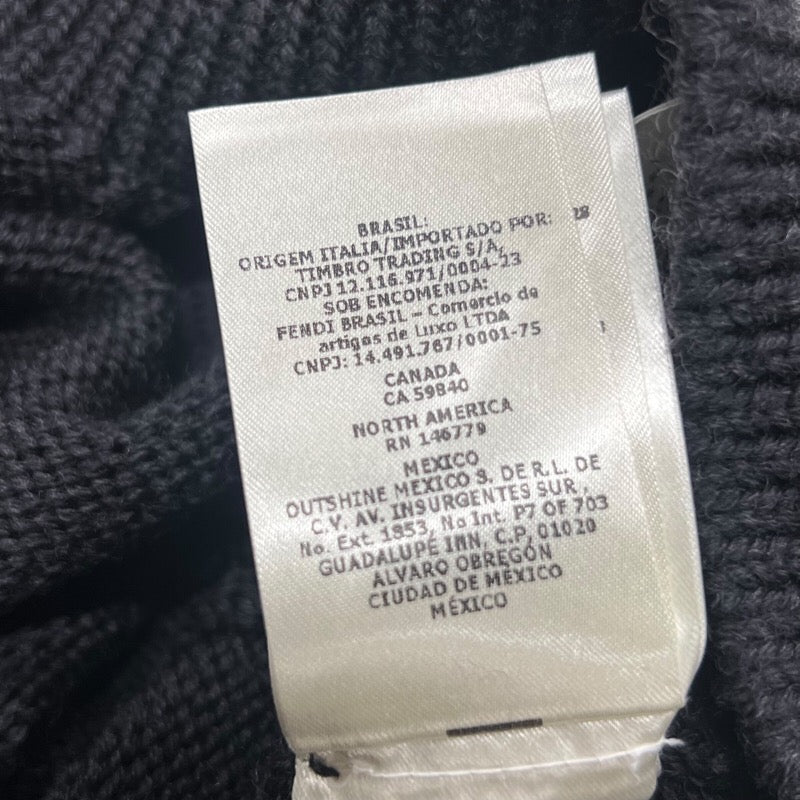 BRASIL:
ORIGEM ITALIA/IMPORTADO POR:
TIMBRO TRADING S/A,
CNPJ 12.116.971/0004-23
SOB ENCOMENDA:
FENDI BRASIL - Comercio de
artigos de Luxo LTDA
CNPJ: 14.491.767/0001-75
CANADA
CA 59840
NORTH AMERICA
RN 146779
MEXICO
OUTSHINE MEXICO S. DE R.L. DE
C.V. AV. INSURGENTES SUR,
No. Ext. 1853, No Int. P7 OF 703
GUADALUPE INN, C.P, 01020
ALVARO OBREGÓN
CIUDAD DE MÉXICO
MÉXICO